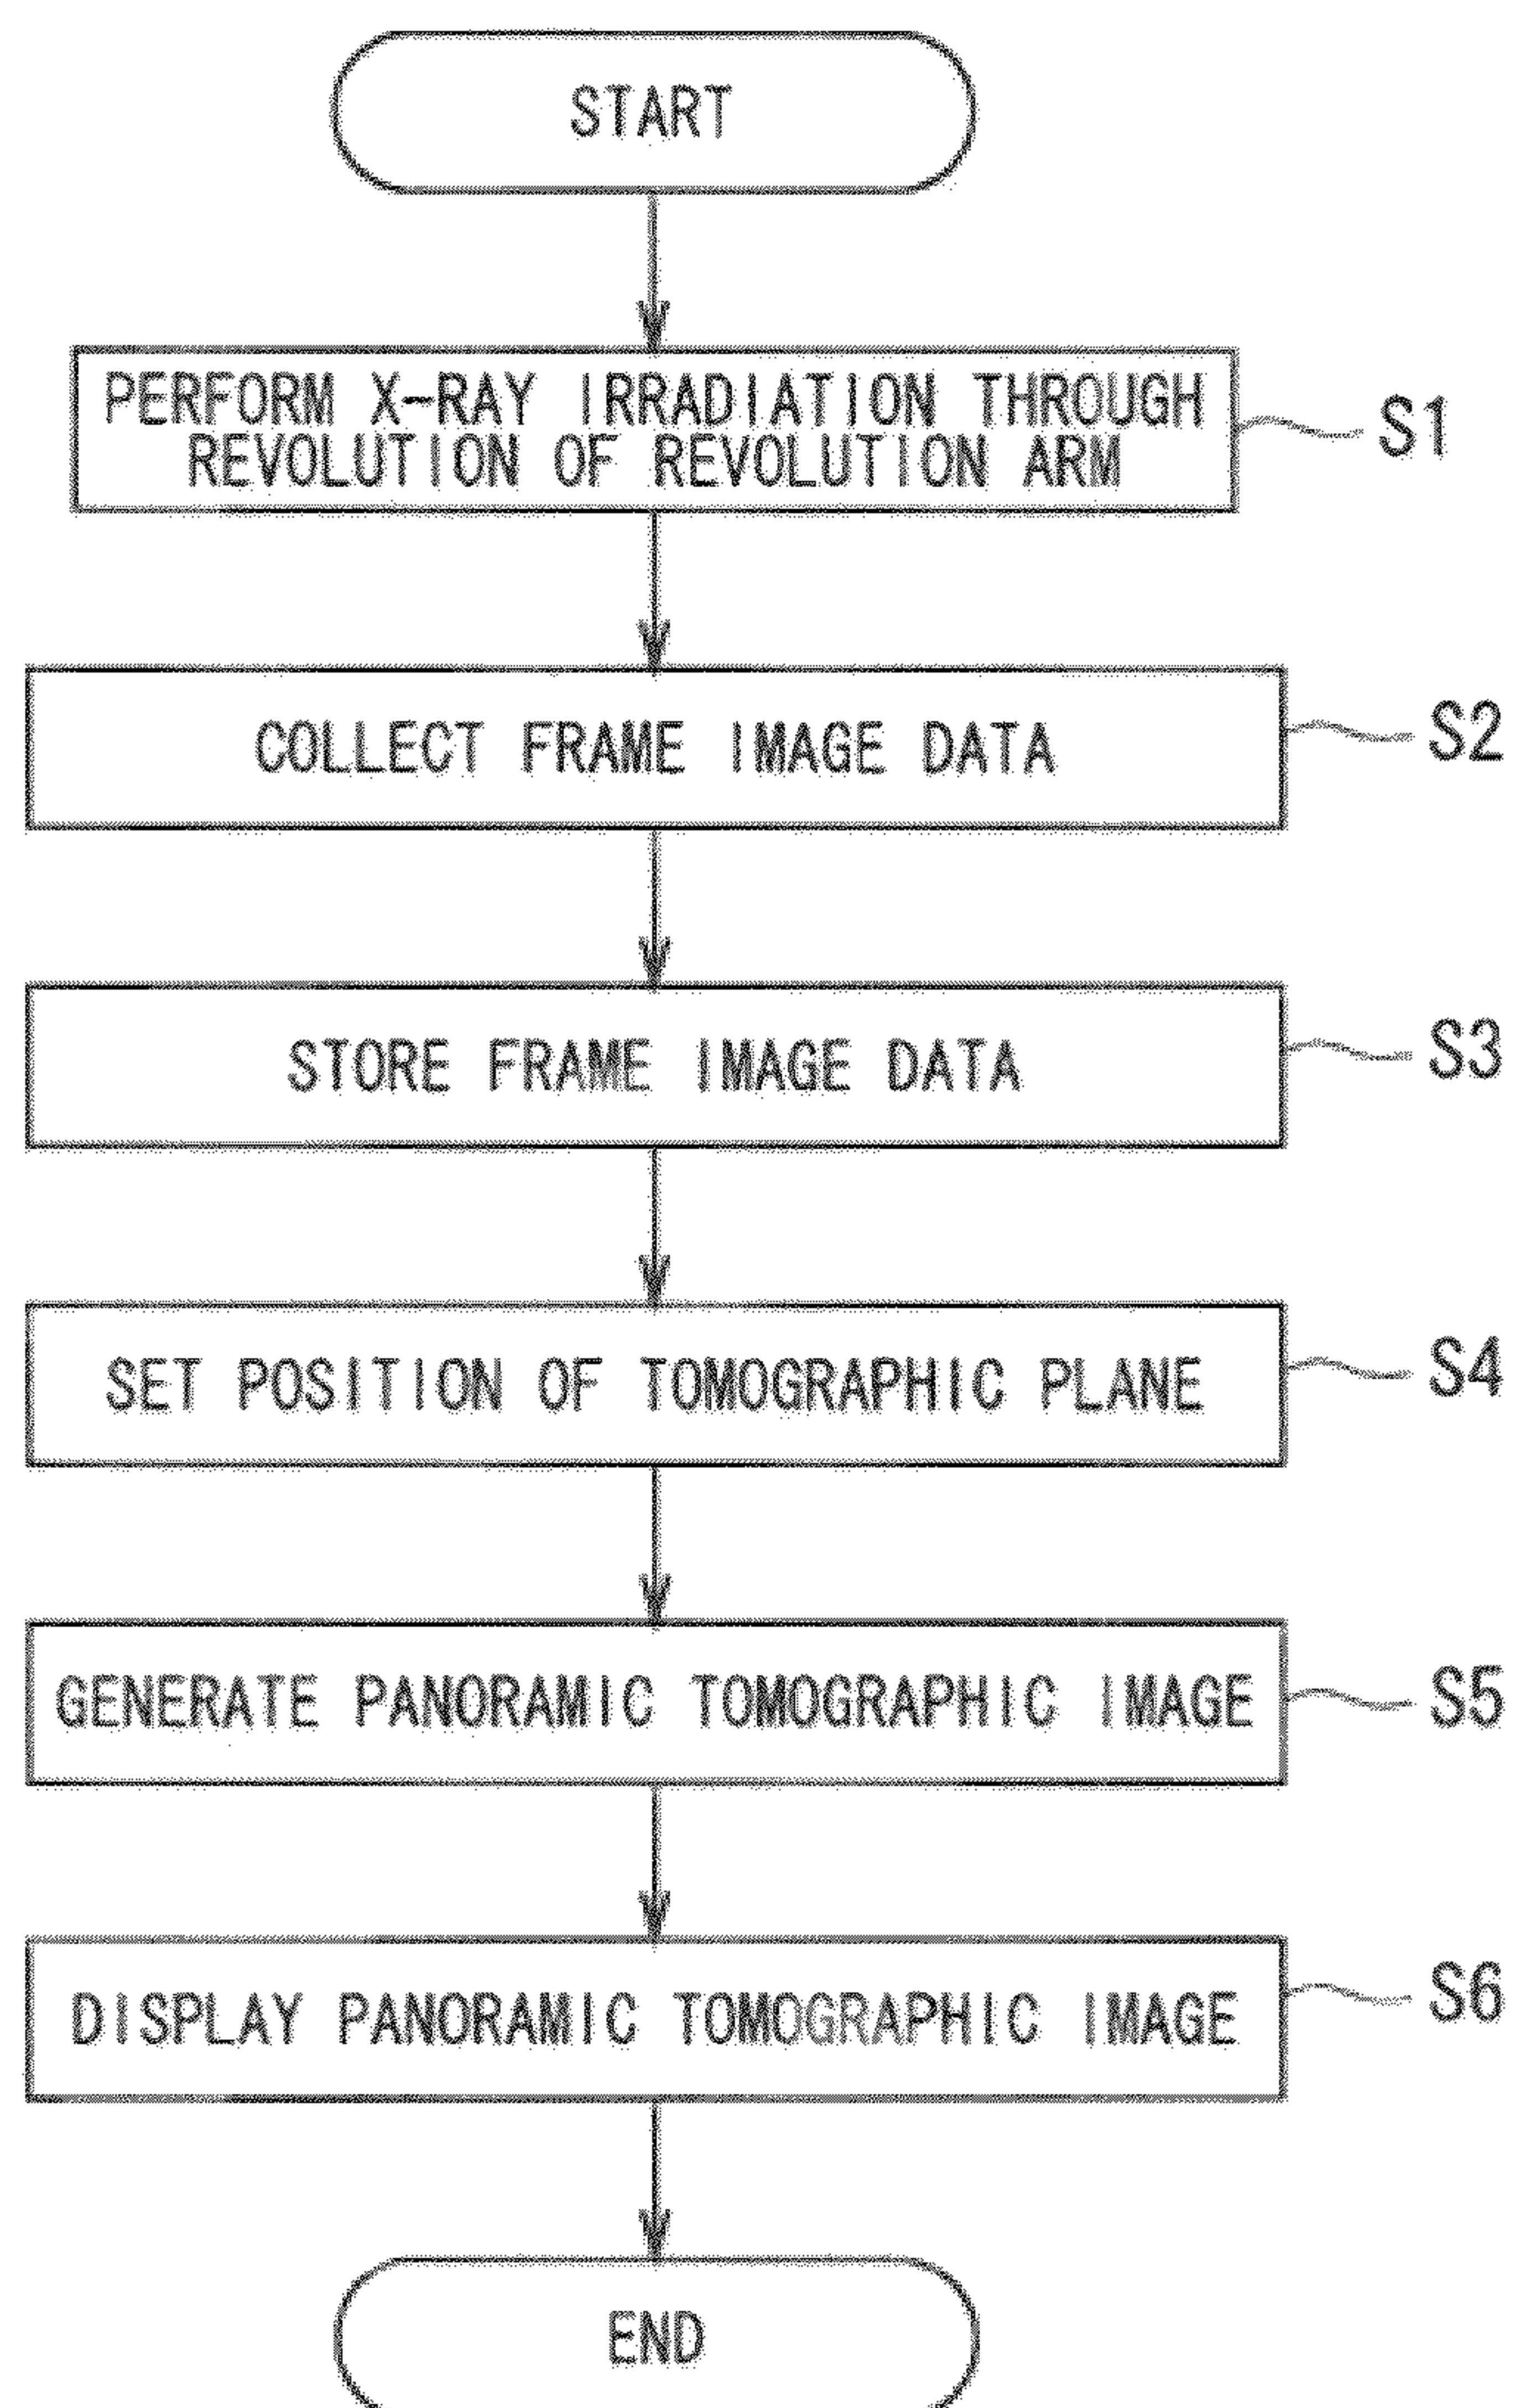 START
PERFORM X-RAY IRRADIATION THROUGH
REVOLUTION OF REVOLUTION ARM
S1
COLLECT FRAME IMAGE DATA
S2
STORE FRAME IMAGE DATA
S3
SET POSITION OF TOMOGRAPHIC PLANE
S4
GENERATE PANORAMIC TOMOGRAPHIC IMAGE
S5
DISPLAY PANORAMIC TOMOGRAPHIC IMAGE
S6
END